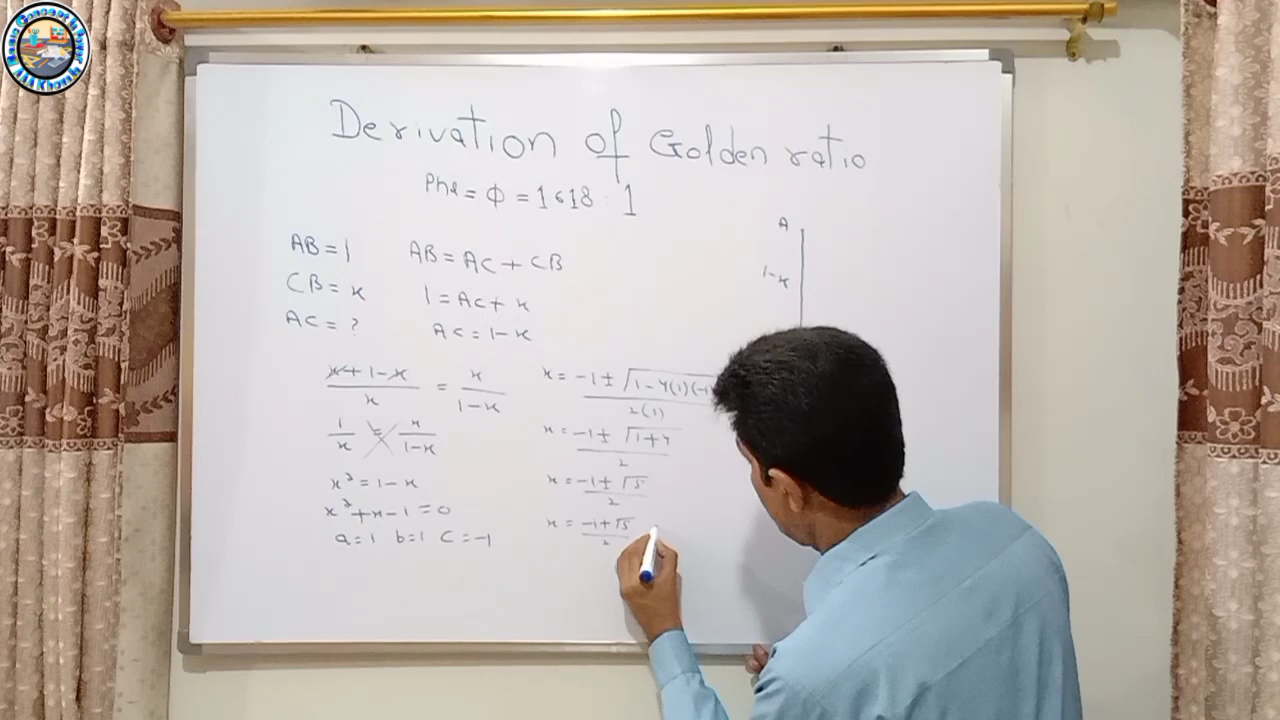 Derivation of Golden ratio
Phi = Φ = 1.618 : 1
AB = 1
CB = x
AC = ?
AB = AC + CB
1 = AC + x
AC = 1 - x
x + 1 - x / x = x / 1 - x
1 / x = x / 1 - x
x² = 1 - x
x² + x - 1 = 0
a = 1 b = 1 c = -1
x = -1 ± √1 - 4(1)(-1) / 2(1)
x = -1 ± √1 + 4 / 2
x = -1 ± √5 / 2
x = -1 + √5 / 2
A
1-x